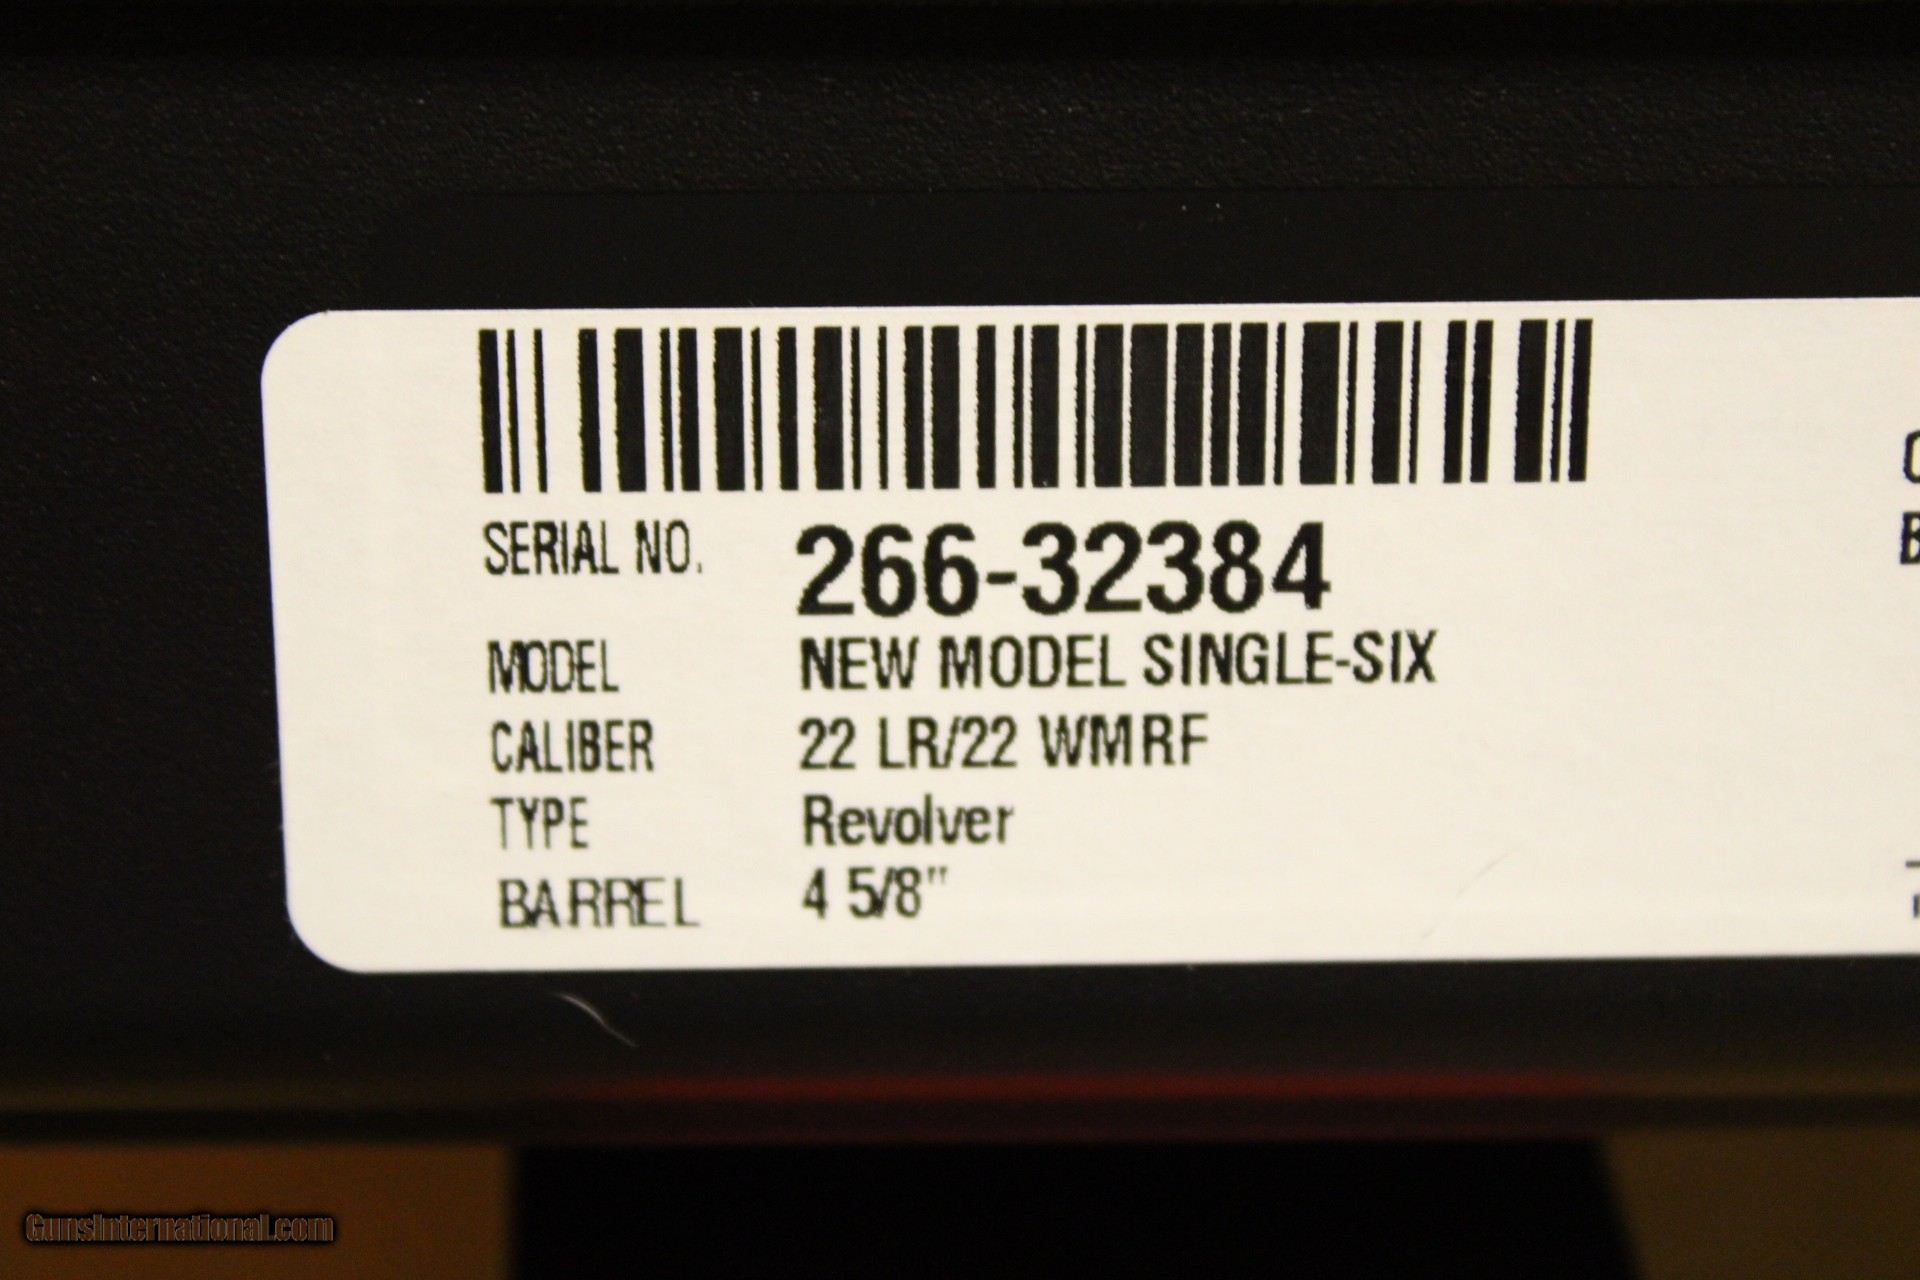 SERIAL NO. 266-32384
MODEL NEW MODEL SINGLE-SIX
CALIBER 22 LR/22 WMRF
TYPE Revolver
BARREL 4 5/8"
GunsInternational.com